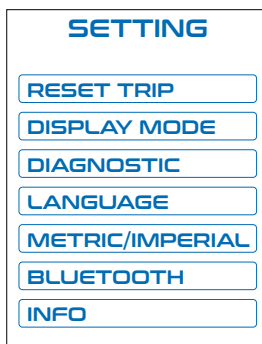 SETTING
RESET TRIP
DISPLAY MODE
DIAGNOSTIC
LANGUAGE
METRIC/IMPERIAL
BLUETOOTH
INFO